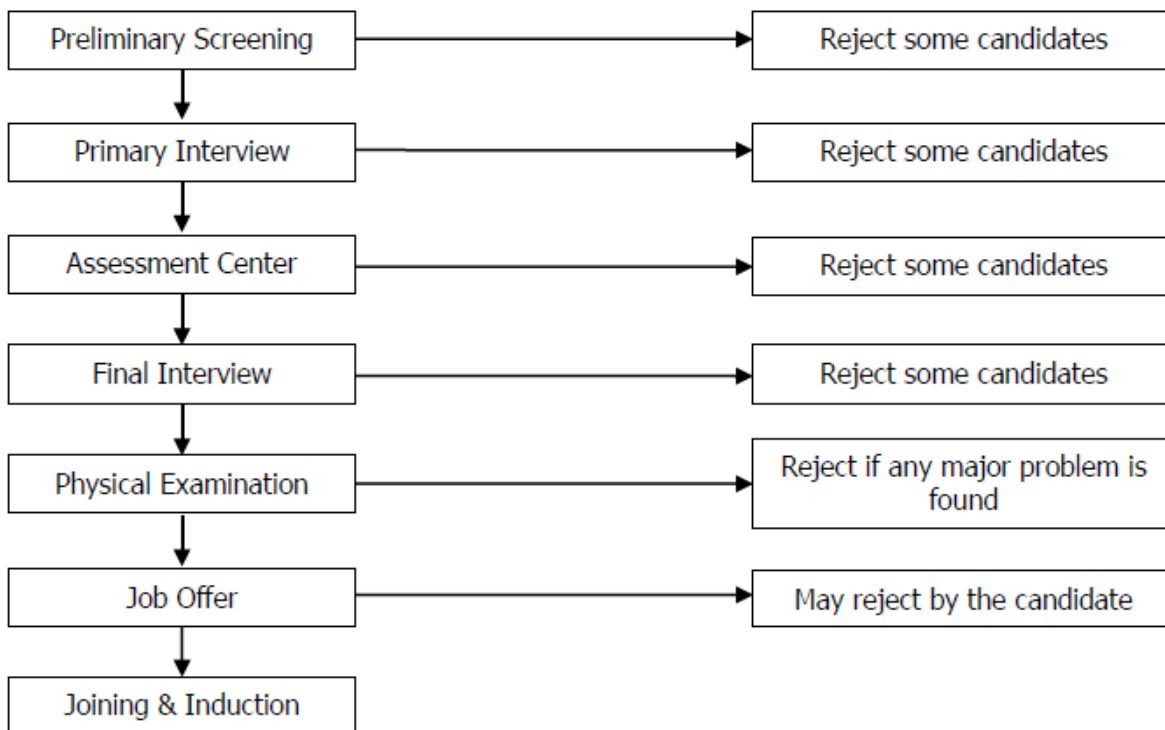 Preliminary Screening
Reject some candidates
Primary Interview
Reject some candidates
Assessment Center
Reject some candidates
Final Interview
Reject some candidates
Physical Examination
Reject if any major problem is
found
Job Offer
May reject by the candidate
Joining & Induction